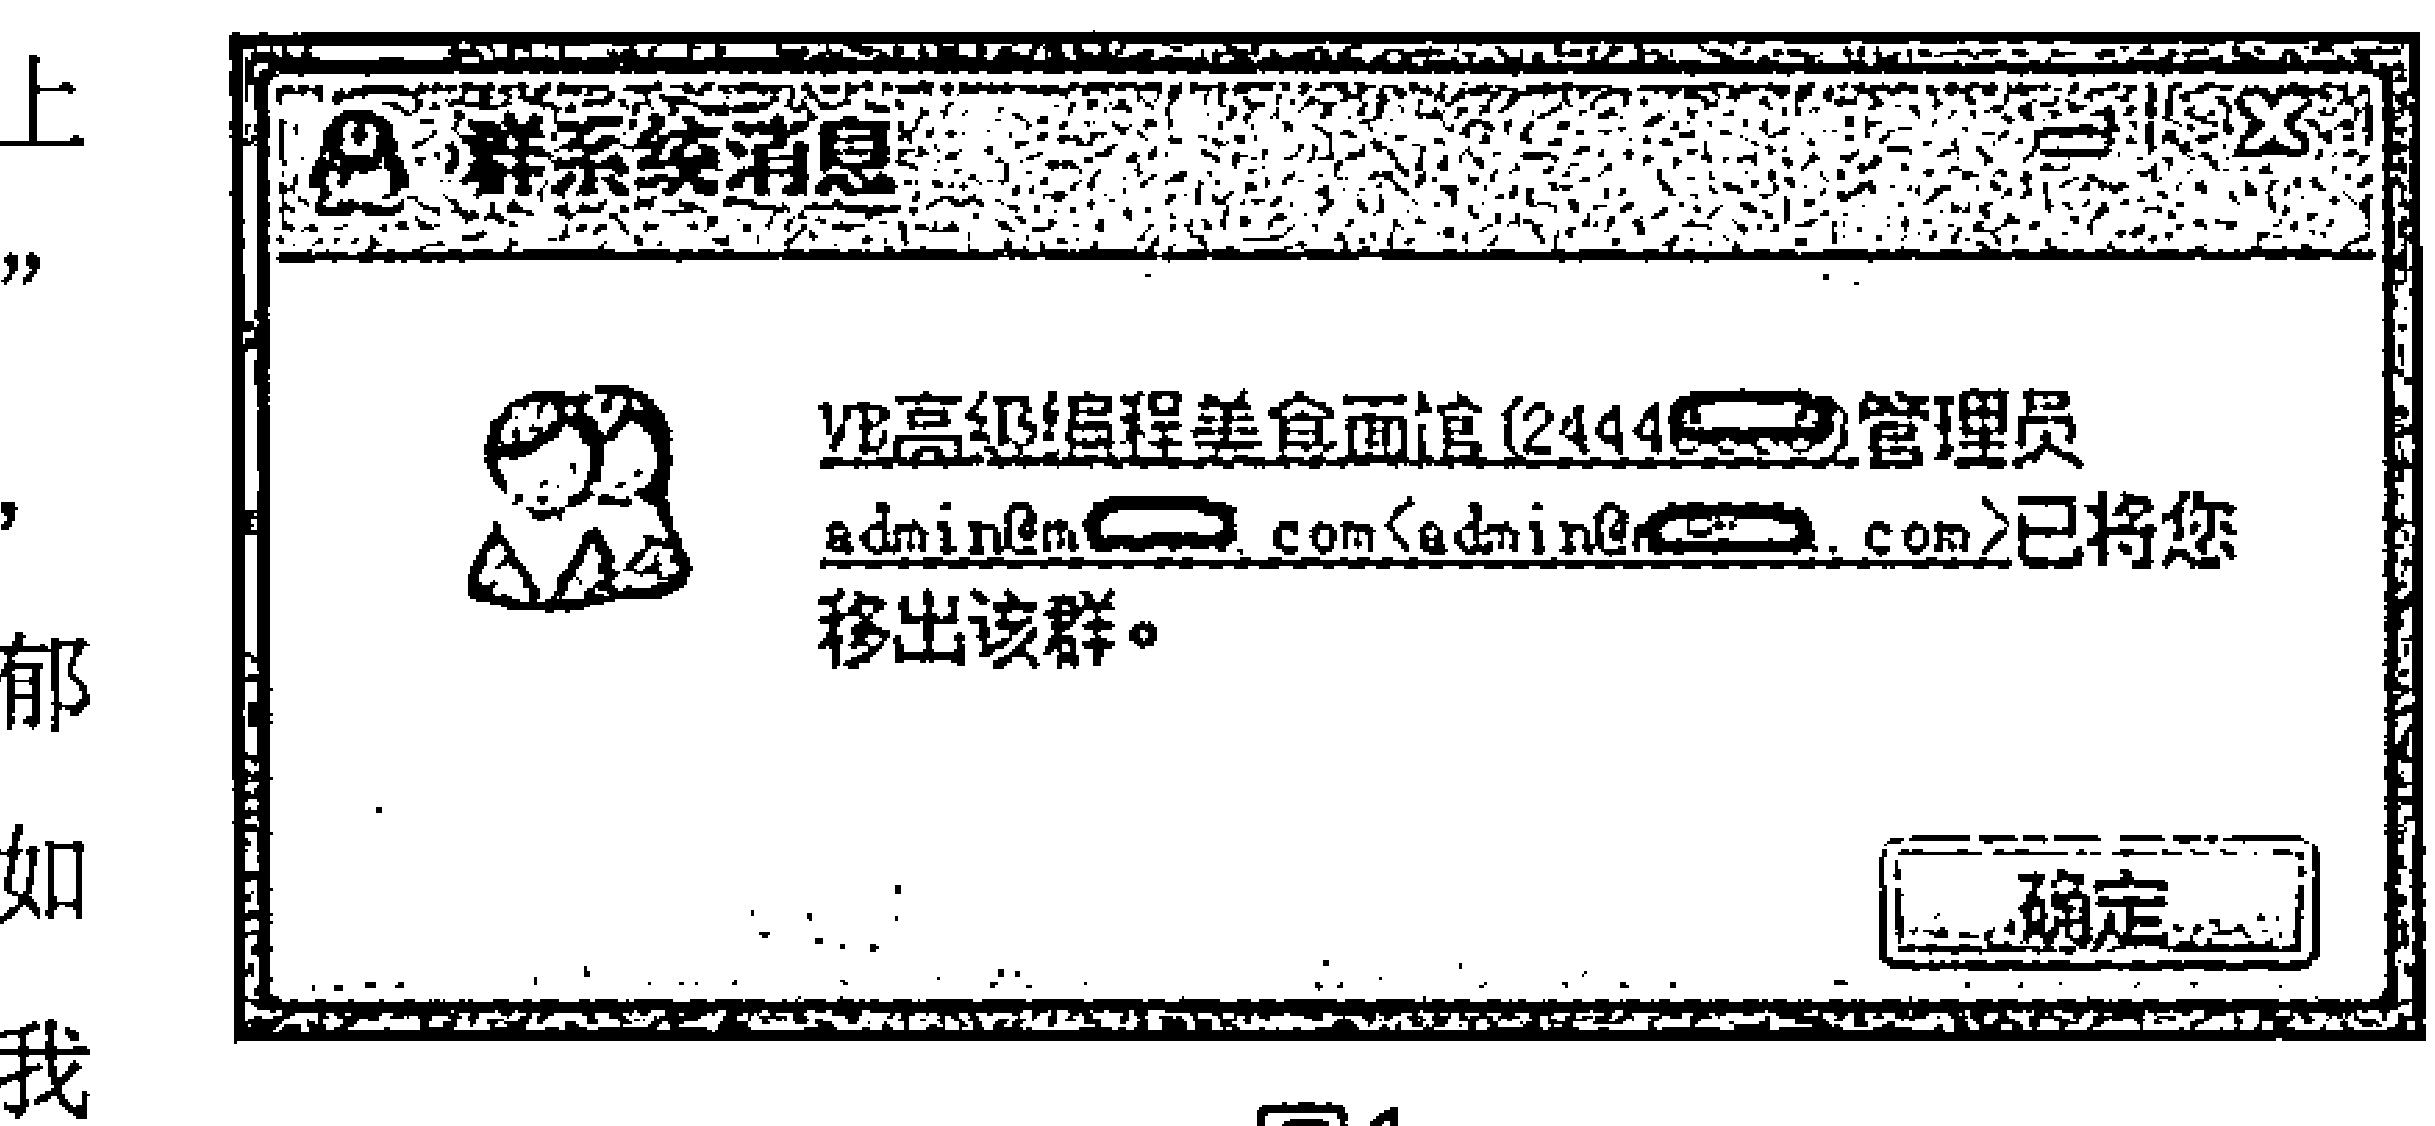 上
”
，
郁
如
我
群系统消息
VB高级编程美食面馆(2444 )管理员
admin@m .com<admin@ .com>已将您
移出该群。
确定